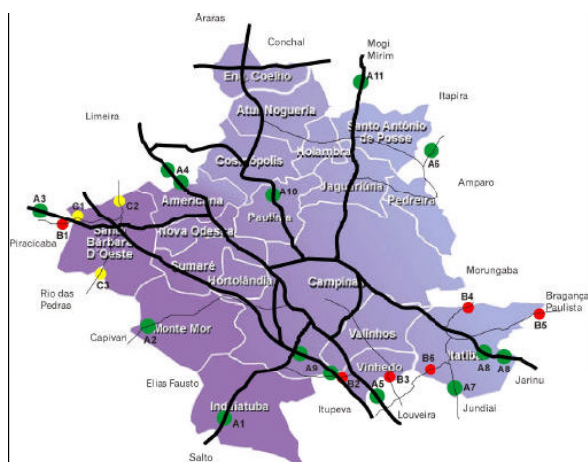 Araras
Conchal
Mogi
Mirim
Eng. Coelho
A11
Itapira
Limeira
Artur Nogueria
Santo Antônio
de Posse
Holambra
A6
Cosmópolis
A4
Jaguariúna
Amparo
A3
C1
C2
Americana
A10
Pedreira
Paulínia
Piracicaba
B1
Santa
Bárbara
D'Oeste
Nova Odessa
Sumaré
Hortolândia
Campinas
Morungaba
C3
Rio das
Pedras
B4
Bragança
Paulista
B5
Capivari
A2
Monte Mor
Valinhos
Itatiba
A9
Vinhedo
B6
A8
A8
Jarinu
Elias Fausto
B2
A5
B3
A7
Indaiatuba
Itupeva
Louveira
Jundiai
A1
Salto